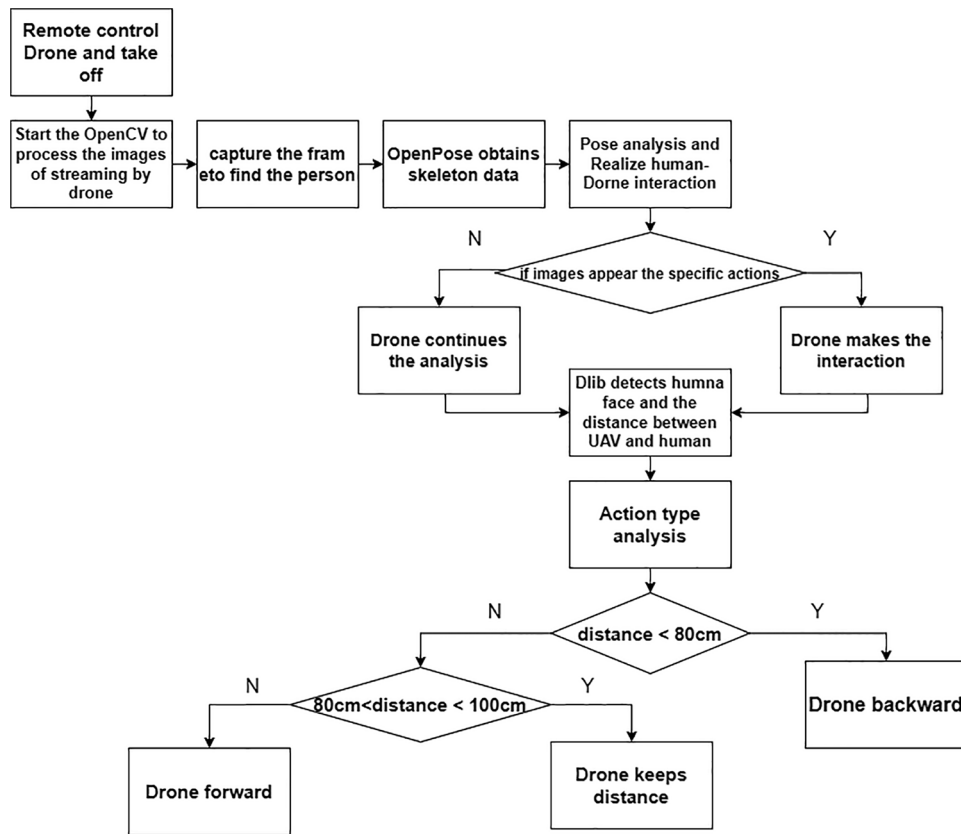 Remote control
Drone and take
off
Start the OpenCV to
process the images
of streaming by
drone
capture the fram
eto find the person
OpenPose obtains
skeleton data
Pose analysis and
Realize human-
Dorne interaction
N
Y
if images appear the specific actions
Drone continues
the analysis
Drone makes the
interaction
Dlib detects humna
face and the
distance between
UAV and human
Action type
analysis
N
Y
distance < 80cm
N
Y
80cm<distance < 100cm
Drone backward
Drone forward
Drone keeps
distance